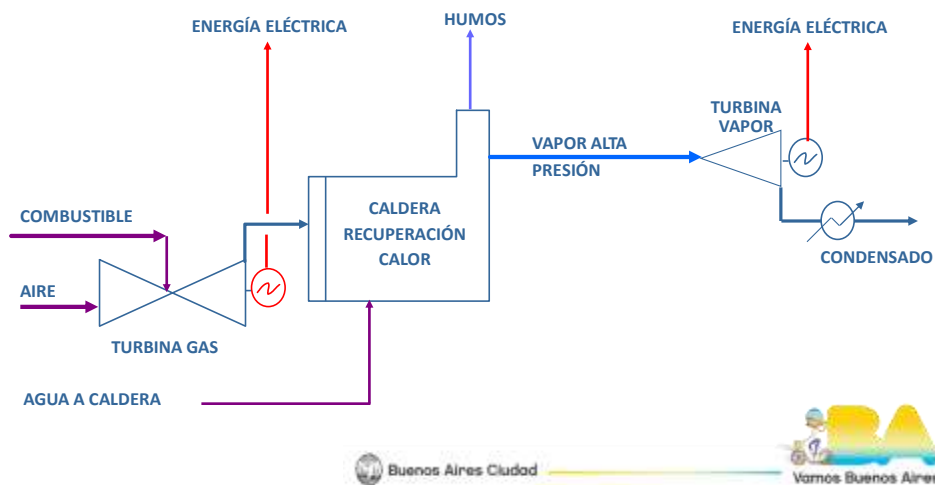 HUMOS
ENERGÍA ELÉCTRICA
ENERGÍA ELÉCTRICA
TURBINA
VAPOR
VAPOR ALTA
PRESIÓN
CALDERA
RECUPERACIÓN
CALOR
COMBUSTIBLE
CONDENSADO
AIRE
TURBINA GAS
AGUA A CALDERA
BA
Buenos Aires Ciudad
Vamos Buenos Aires